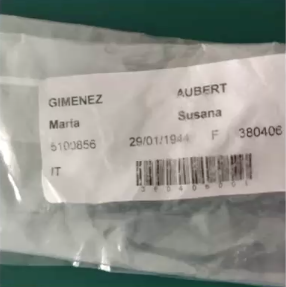 GIMENEZ AUBERT
Marta Susana
5100856 29/01/1944 F 380406
IT